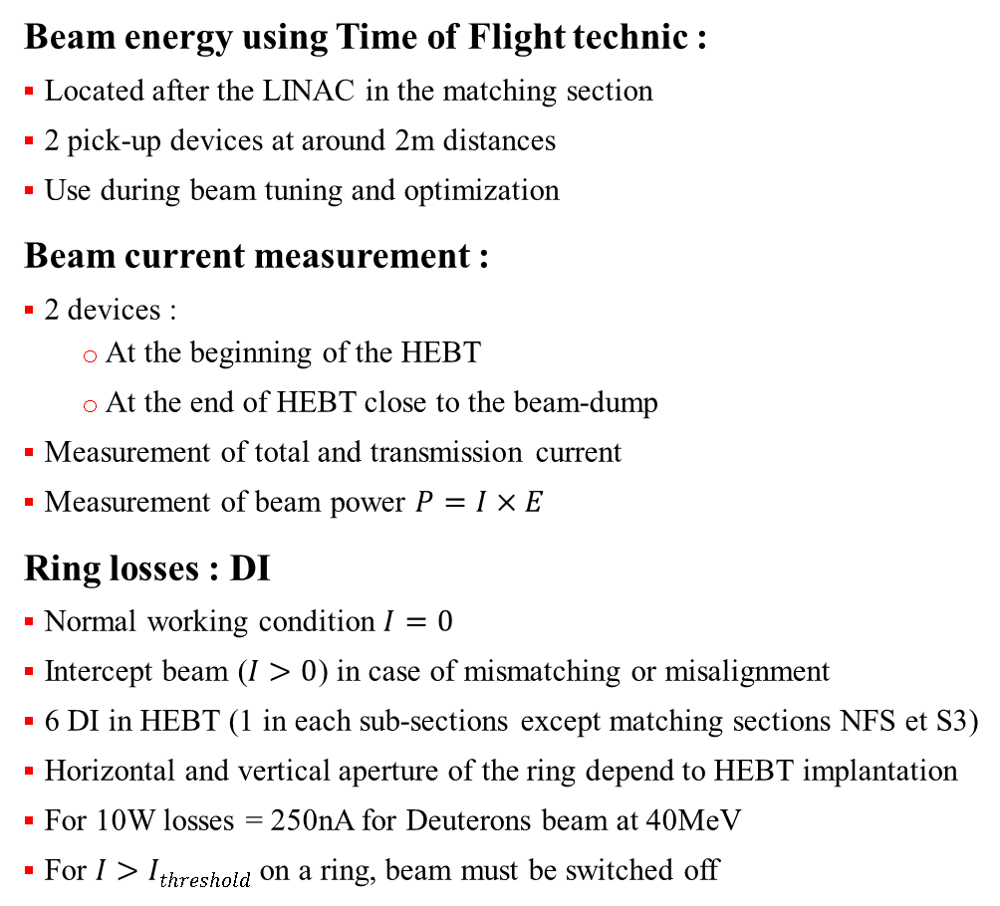 Beam energy using Time of Flight technic :
▪ Located after the LINAC in the matching section
▪ 2 pick-up devices at around 2m distances
▪ Use during beam tuning and optimization
Beam current measurement :
▪ 2 devices :
○ At the beginning of the HEBT
○ At the end of HEBT close to the beam-dump
▪ Measurement of total and transmission current
▪ Measurement of beam power P = I × E
Ring losses : DI
▪ Normal working condition I = 0
▪ Intercept beam (I > 0) in case of mismatching or misalignment
▪ 6 DI in HEBT (1 in each sub-sections except matching sections NFS et S3)
▪ Horizontal and vertical aperture of the ring depend to HEBT implantation
▪ For 10W losses = 250nA for Deuterons beam at 40MeV
▪ For I > I_threshold on a ring, beam must be switched off